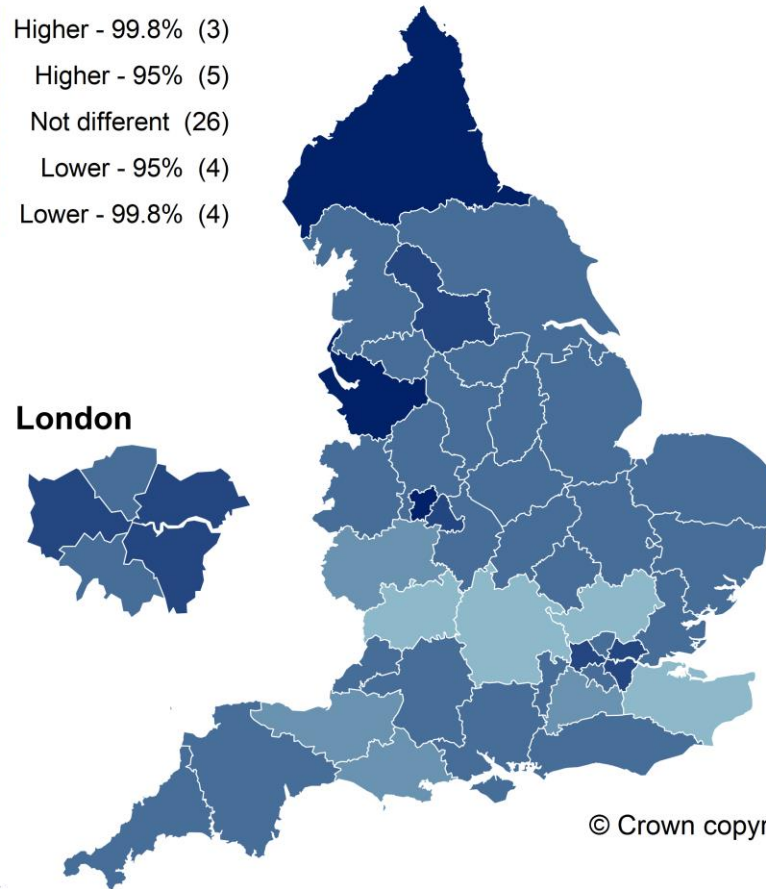 Higher - 99.8% (3)
Higher - 95% (5)
Not different (26)
Lower - 95% (4)
Lower - 99.8% (4)
London
© Crown copyr